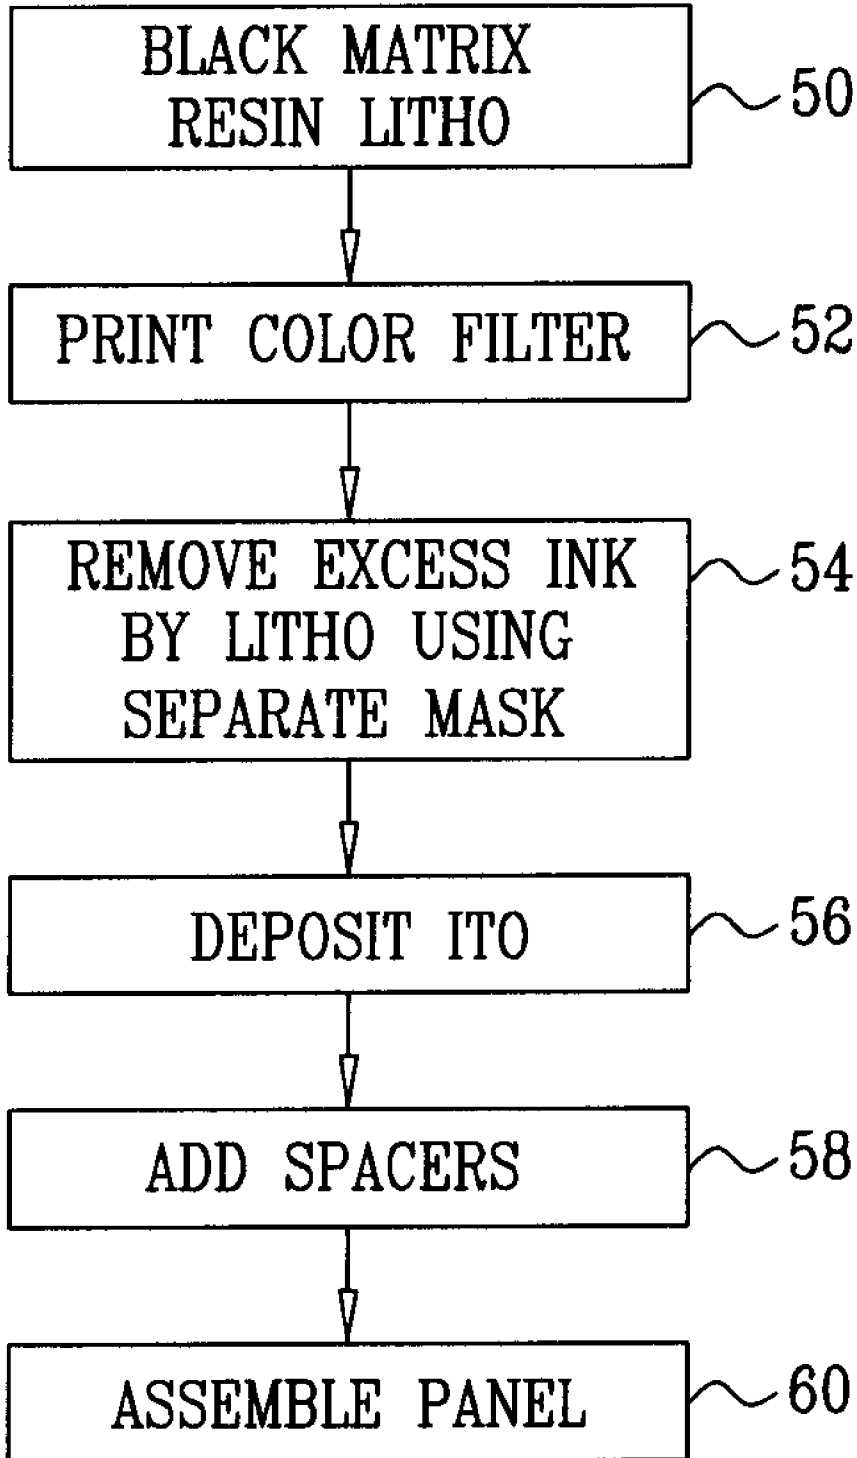 BLACK MATRIX
RESIN LITHO
50
PRINT COLOR FILTER
52
REMOVE EXCESS INK
BY LITHO USING
SEPARATE MASK
54
DEPOSIT ITO
56
ADD SPACERS
58
ASSEMBLE PANEL
60